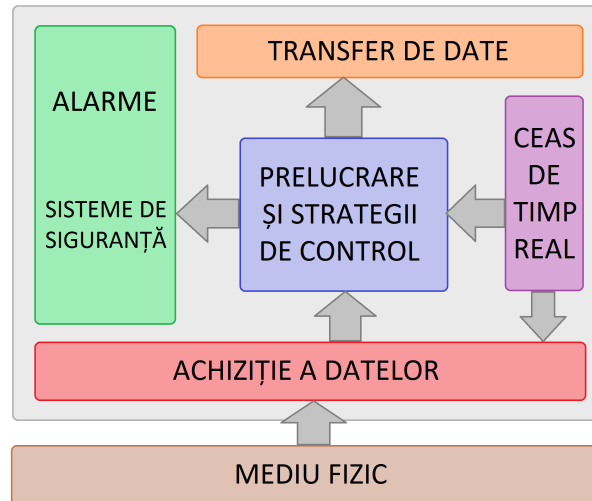 TRANSFER DE DATE
ALARME
SISTEME DE
SIGURANȚĂ
PRELUCRARE
ȘI STRATEGII
DE CONTROL
CEAS
DE
TIMP
REAL
ACHIZIȚIE A DATELOR
MEDIU FIZIC